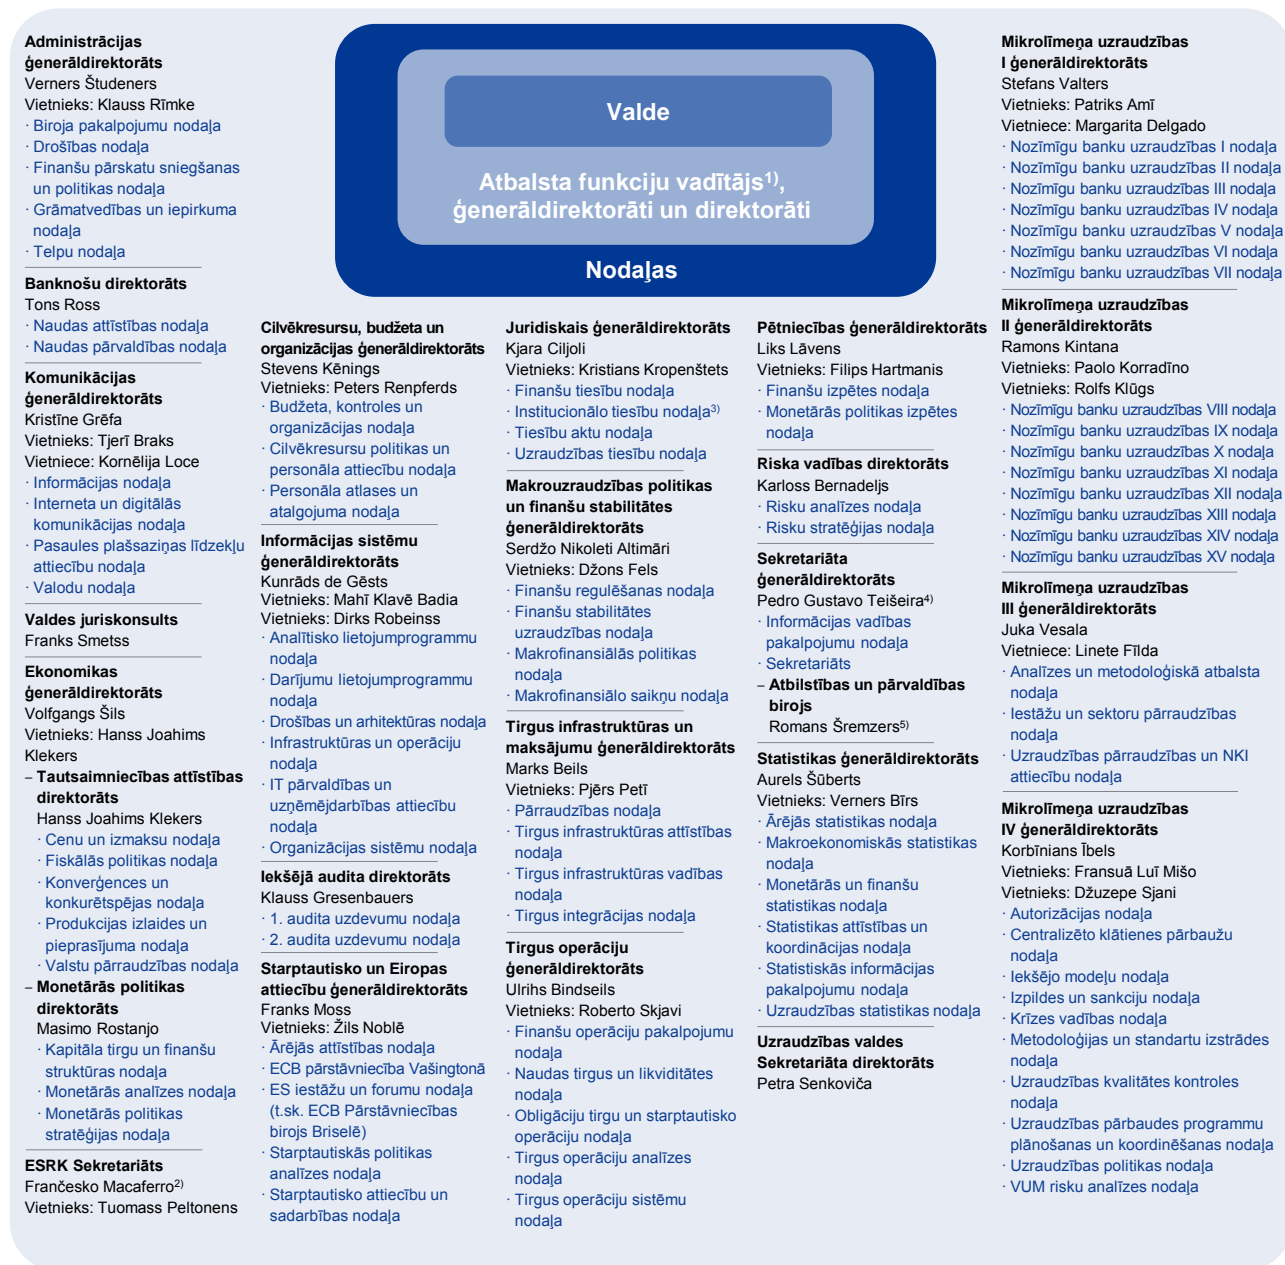 Administrācijas
ģenerāldirektorāts
Verners Študeners
Vietnieks: Klauss Rīmke
· Biroja pakalpojumu nodaļa
· Drošības nodaļa
· Finanšu pārskatu sniegšanas
un politikas nodaļa
· Grāmatvedības un iepirkuma
nodaļa
· Telpu nodaļa
Banknošu direktorāts
Tons Ross
· Naudas attīstības nodaļa
· Naudas pārvaldības nodaļa
Komunikācijas
ģenerāldirektorāts
Kristīne Grēfa
Vietnieks: Tjerī Braks
Vietniece: Kornēlija Loce
· Informācijas nodaļa
· Interneta un digitālās
komunikācijas nodaļa
· Pasaules plašsaziņas līdzekļu
attiecību nodaļa
· Valodu nodaļa
Valdes juriskonsults
Franks Smetss
Ekonomikas
ģenerāldirektorāts
Volfgangs Šils
Vietnieks: Hanss Joahims
Klekers
– Tautsaimniecības attīstības
direktorāts
Hanss Joahims Klekers
· Cenu un izmaksu nodaļa
· Fiskālās politikas nodaļa
· Konverģences un
konkurētspējas nodaļa
· Produkcijas izlaides un
pieprasījuma nodaļa
· Valstu pārraudzības nodaļa
– Monetārās politikas
direktorāts
Masimo Rostanjo
· Kapitāla tirgu un finanšu
struktūras nodaļa
· Monetārās analīzes nodaļa
· Monetārās politikas
stratēģijas nodaļa
ESRK Sekretariāts
Frančesko Macaferro2)
Vietnieks: Tuomass Peltonens
Valde
Atbalsta funkciju vadītājs1),
ģenerāldirektorāti un direktorāti
Nodaļas
Cilvēkresursu, budžeta un
organizācijas ģenerāldirektorāts
Stevens Kēnings
Vietnieks: Peters Renpferds
· Budžeta, kontroles un
organizācijas nodaļa
· Cilvēkresursu politikas un
personāla attiecību nodaļa
· Personāla atlases un
atalgojuma nodaļa
Informācijas sistēmu
ģenerāldirektorāts
Kunrāds de Gēsts
Vietnieks: Mahī Klavē Badia
Vietnieks: Dirks Robeinss
· Analītisko lietojumprogrammu
nodaļa
· Darījumu lietojumprogrammu
nodaļa
· Drošības un arhitektūras nodaļa
· Infrastruktūras un operāciju
nodaļa
· IT pārvaldības un
uzņēmējdarbības attiecību
nodaļa
· Organizācijas sistēmu nodaļa
Iekšējā audita direktorāts
Klauss Gresenbauers
· 1. audita uzdevumu nodaļa
· 2. audita uzdevumu nodaļa
Starptautisko un Eiropas
attiecību ģenerāldirektorāts
Franks Moss
Vietnieks: Žils Noblē
· Ārējās attīstības nodaļa
· ECB pārstāvniecība Vašingtonā
· ES iestāžu un forumu nodaļa
(t.sk. ECB Pārstāvniecības
birojs Briselē)
· Starptautiskās politikas
analīzes nodaļa
· Starptautisko attiecību un
sadarbības nodaļa
Juridiskais ģenerāldirektorāts
Kjara Ciljoli
Vietnieks: Kristians Kropenštets
· Finanšu tiesību nodaļa
· Institucionālo tiesību nodaļa3)
· Tiesību aktu nodaļa
· Uzraudzības tiesību nodaļa
Makrouzraudzības politikas
un finanšu stabilitātes
ģenerāldirektorāts
Serdžo Nikoleti Altimāri
Vietnieks: Džons Fels
· Finanšu regulēšanas nodaļa
· Finanšu stabilitātes
uzraudzības nodaļa
· Makrofinansiālās politikas
nodaļa
· Makrofinansiālo saikņu nodaļa
Tirgus infrastruktūras un
maksājumu ģenerāldirektorāts
Marks Beils
Vietnieks: Pjērs Petī
· Pārraudzības nodaļa
· Tirgus infrastruktūras attīstības
nodaļa
· Tirgus infrastruktūras vadības
nodaļa
· Tirgus integrācijas nodaļa
Tirgus operāciju
ģenerāldirektorāts
Ulrihs Bindseils
Vietnieks: Roberto Skjavi
· Finanšu operāciju pakalpojumu
nodaļa
· Naudas tirgus un likviditātes
nodaļa
· Obligāciju tirgu un starptautisko
operāciju nodaļa
· Tirgus operāciju analīzes
nodaļa
· Tirgus operāciju sistēmu
nodaļa
Pētniecības ģenerāldirektorāts
Liks Lāvens
Vietnieks: Filips Hartmanis
· Finanšu izpētes nodaļa
· Monetārās politikas izpētes
nodaļa
Riska vadības direktorāts
Karloss Bernadeljs
· Risku analīzes nodaļa
· Risku stratēģijas nodaļa
Sekretariāta
ģenerāldirektorāts
Pedro Gustavo Teišeira4)
· Informācijas vadības
pakalpojumu nodaļa
· Sekretariāts
– Atbilstības un pārvaldības
birojs
Romans Šremzers5)
Statistikas ģenerāldirektorāts
Aurels Šūberts
Vietnieks: Verners Bīrs
· Ārējās statistikas nodaļa
· Makroekonomiskās statistikas
nodaļa
· Monetārās un finanšu
statistikas nodaļa
· Statistikas attīstības un
koordinācijas nodaļa
· Statistiskās informācijas
pakalpojumu nodaļa
· Uzraudzības statistikas nodaļa
Uzraudzības valdes
Sekretariāta direktorāts
Petra Senkoviča
Mikrolīmeņa uzraudzības
I ģenerāldirektorāts
Stefans Valters
Vietnieks: Patriks Amī
Vietniece: Margarita Delgado
· Nozīmīgu banku uzraudzības I nodaļa
· Nozīmīgu banku uzraudzības II nodaļa
· Nozīmīgu banku uzraudzības III nodaļa
· Nozīmīgu banku uzraudzības IV nodaļa
· Nozīmīgu banku uzraudzības V nodaļa
· Nozīmīgu banku uzraudzības VI nodaļa
· Nozīmīgu banku uzraudzības VII nodaļa
Mikrolīmeņa uzraudzības
II ģenerāldirektorāts
Ramons Kintana
Vietnieks: Paolo Korradīno
Vietnieks: Rolfs Klūgs
· Nozīmīgu banku uzraudzības VIII nodaļa
· Nozīmīgu banku uzraudzības IX nodaļa
· Nozīmīgu banku uzraudzības X nodaļa
· Nozīmīgu banku uzraudzības XI nodaļa
· Nozīmīgu banku uzraudzības XII nodaļa
· Nozīmīgu banku uzraudzības XIII nodaļa
· Nozīmīgu banku uzraudzības XIV nodaļa
· Nozīmīgu banku uzraudzības XV nodaļa
Mikrolīmeņa uzraudzības
III ģenerāldirektorāts
Juka Vesala
Vietniece: Linete Fīlda
· Analīzes un metodoloģiskā atbalsta
nodaļa
· Iestāžu un sektoru pārraudzības
nodaļa
· Uzraudzības pārraudzības un NKI
attiecību nodaļa
Mikrolīmeņa uzraudzības
IV ģenerāldirektorāts
Korbīnians Ībels
Vietnieks: Fransuā Luī Mišo
Vietnieks: Džuzepe Sjani
· Autorizācijas nodaļa
· Centralizēto klātienes pārbaužu
nodaļa
· Iekšējo modeļu nodaļa
· Izpildes un sankciju nodaļa
· Krīzes vadības nodaļa
· Metodoloģijas un standartu izstrādes
nodaļa
· Uzraudzības kvalitātes kontroles
nodaļa
· Uzraudzības pārbaudes programmu
plānošanas un koordinēšanas nodaļa
· Uzraudzības politikas nodaļa
· VUM risku analīzes nodaļa